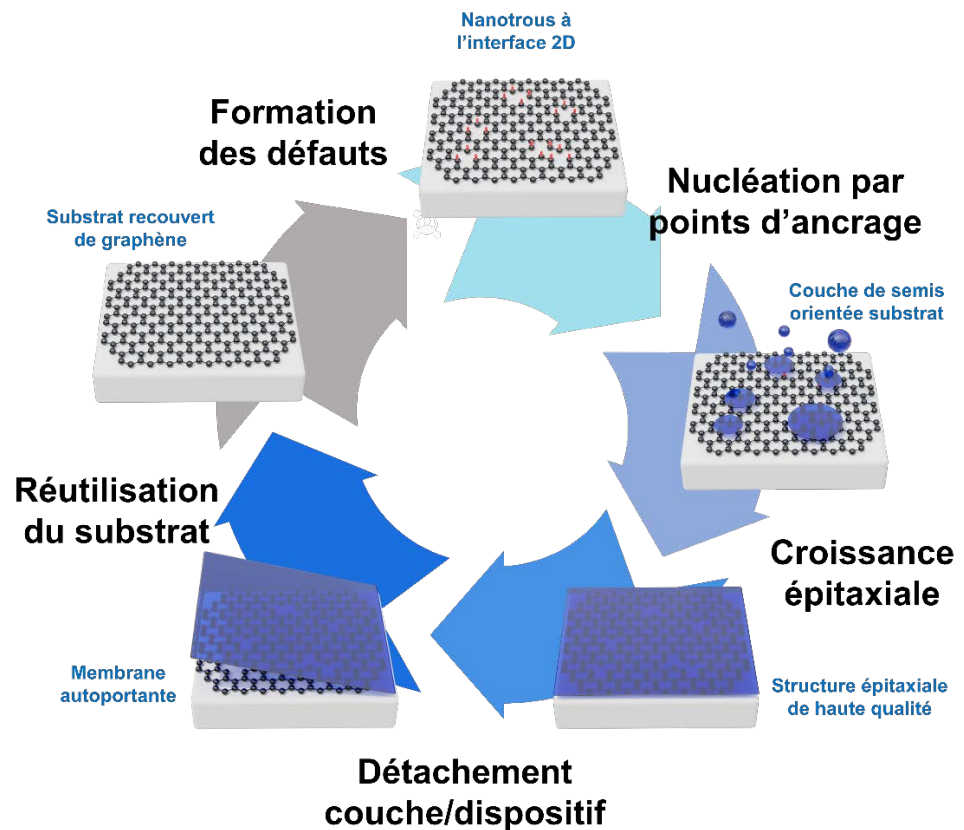 Nanotrous à
l’interface 2D
Formation
des défauts
Nucléation par
points d’ancrage
Substrat recouvert
de graphène
Couche de semis
orientée substrat
Réutilisation
du substrat
Croissance
épitaxiale
Membrane
autoportante
Structure épitaxiale
de haute qualité
Détachement
couche/dispositif